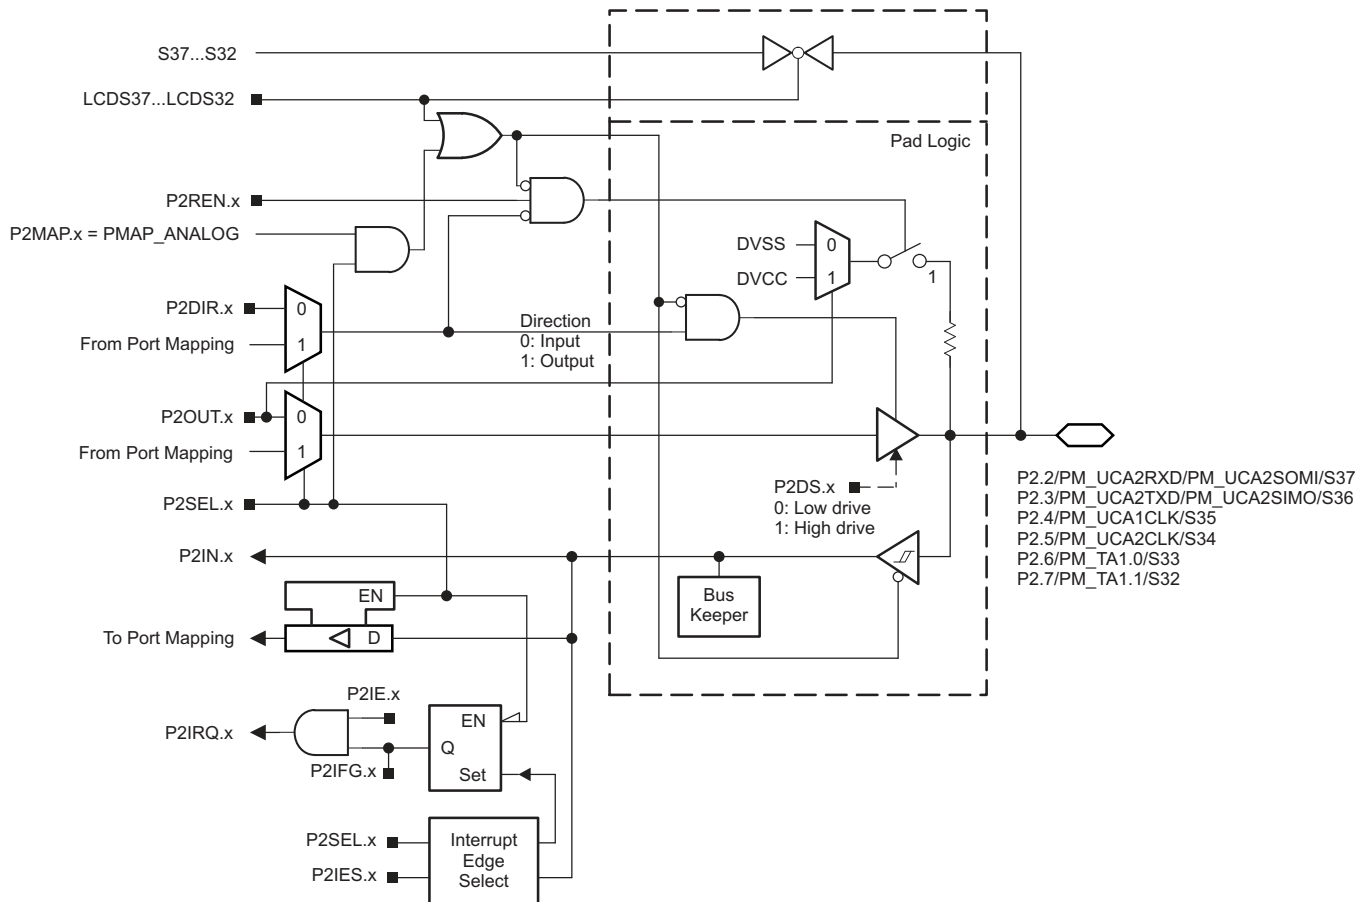 S37...S32
LCDS37...LCDS32
Pad Logic
P2REN.x
P2MAP.x = PMAP_ANALOG
DVSS
0
DVCC
1
1
P2DIR.x
0
From Port Mapping
1
Direction
0: Input
1: Output
P2OUT.x
0
From Port Mapping
1
P2SEL.x
P2DS.x
0: Low drive
1: High drive
P2.2/PM_UCA2RXD/PM_UCA2SOMI/S37
P2.3/PM_UCA2TXD/PM_UCA2SIMO/S36
P2.4/PM_UCA1CLK/S35
P2.5/PM_UCA2CLK/S34
P2.6/PM_TA1.0/S33
P2.7/PM_TA1.1/S32
P2IN.x
Bus
Keeper
EN
To Port Mapping
D
P2IE.x
P2IRQ.x
EN
Q
Set
P2IFG.x
P2SEL.x
P2IES.x
Interrupt
Edge
Select